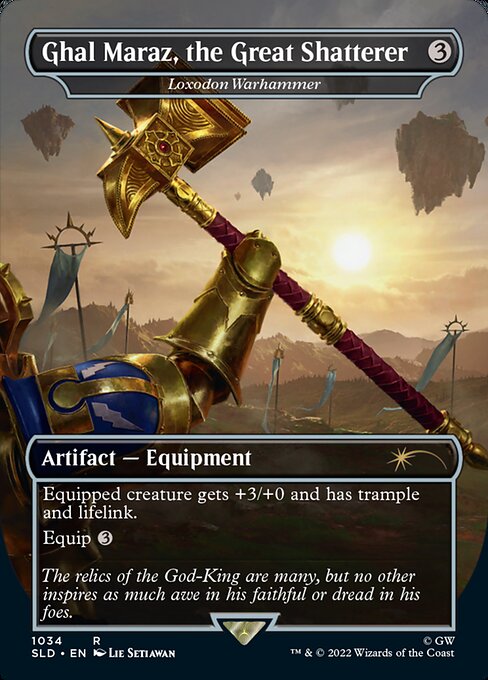 Ghal Maraz, the Great Shatterer 3
Loxodon Warhammer
Artifact — Equipment
Equipped creature gets +3/+0 and has trample
and lifelink.
Equip 3
The relics of the God-King are many, but no other
inspires as much awe in his faithful or dread in his
foes.
1034 R
SLD • EN Lie Setiawan
© GW
™ & © 2022 Wizards of the Coast